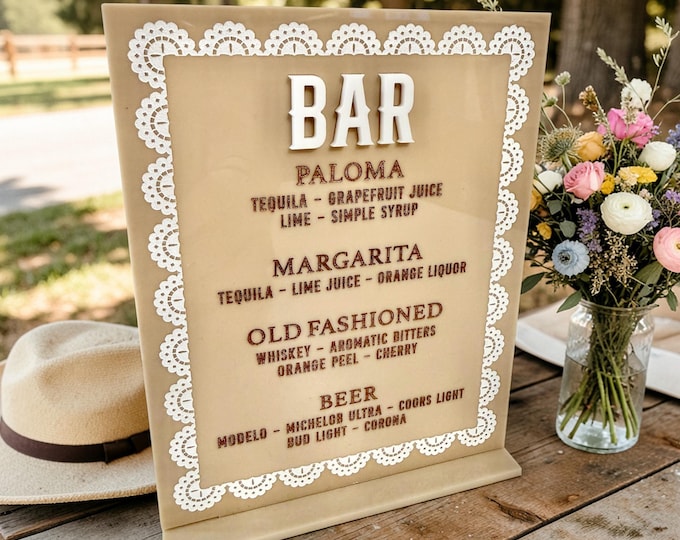 BAR
PALOMA
TEQUILA – GRAPEFRUIT JUICE
LIME – SIMPLE SYRUP
MARGARITA
TEQUILA – LIME JUICE – ORANGE LIQUOR
OLD FASHIONED
WHISKEY – AROMATIC BITTERS
ORANGE PEEL – CHERRY
BEER
MODELO – MICHELOB ULTRA – COORS LIGHT
BUD LIGHT – CORONA